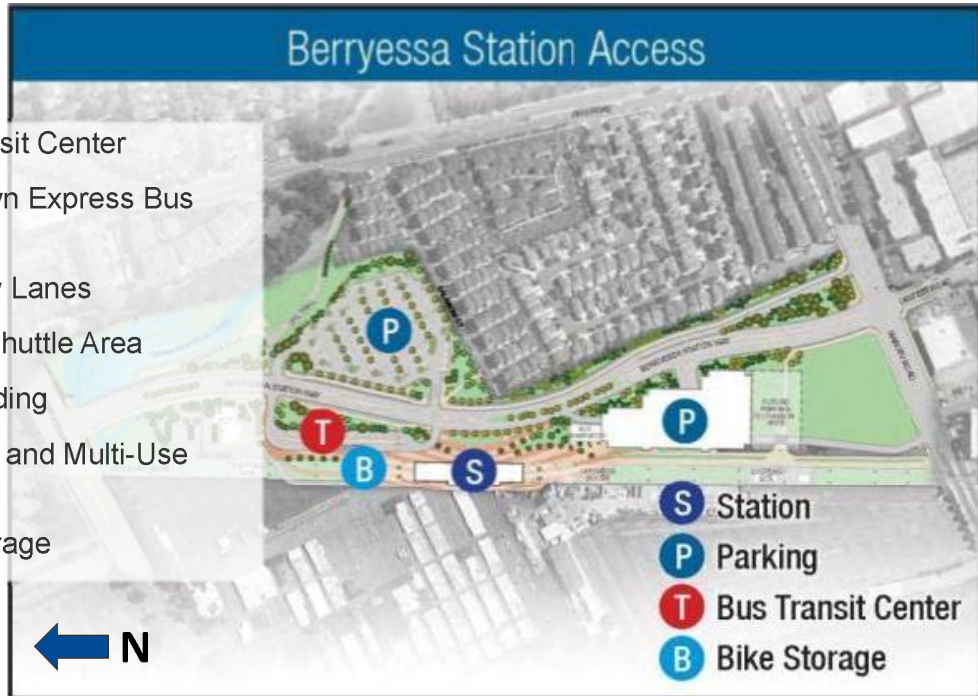 Berryessa Station Access
sit Center
n Express Bus
Lanes
huttle Area
ding
and Multi-Use
age
P
P
T
B
S
S Station
P Parking
T Bus Transit Center
B Bike Storage
N